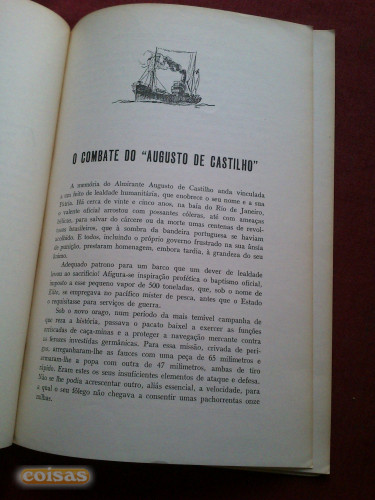 O COMBATE DO "AUGUSTO DE CASTILHO"
A memória do Almirante Augusto de Castilho anda vinculada
a um feito de lealdade humanitária, que enobrece o seu nome e a sua
Pátria. Há cerca de vinte e cinco anos, na baía do Rio de Janeiro,
o valente oficial arrostou com possantes cóleras, até com ameaças
bélicas, para salvar do cárcere ou da morte umas centenas de revol-
tosos brasileiros, que à sombra da bandeira portuguesa se haviam
acolhido. E todos, incluindo o próprio governo frustrado na sua ânsia
de punição, prestaram homenagem, embora tardia, à grandeza do seu
ânimo.
Adequado patrono para um barco que um dever de lealdade
levou ao sacrifício! Afigura-se inspiração profética o baptismo oficial,
imposto a esse pequeno vapor de 500 toneladas, que, sob o nome de
Elite, se empregava no pacífico mister de pesca, antes que o Estado
o requisitasse para serviços de guerra.
Sob o novo orago, num período da mais temível campanha de
que reza a história, passava o pacato baixel a exercer as funções
arriscadas de caça-minas e a proteger a navegação mercante contra
as ferozes investidas germânicas. Para essa missão, crivada de peri-
gos, arreganharam-lhe as fauces com uma peça de 65 milímetros e
armaram-lhe a popa com outra de 47 milímetros, ambas de tiro
rápido. Eram estes os seus insuficientes elementos de ataque e defesa.
Não se lhe podia acrescentar outro, aliás essencial, a velocidade, para
a qual o seu fôlego não chegava a consentir umas pachorrentas onze
milhas.
coisas